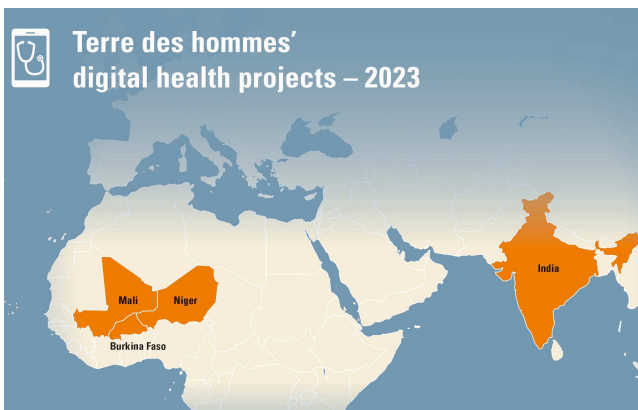 Terre des hommes’
digital health projects – 2023
Mali
Niger
India
Burkina Faso